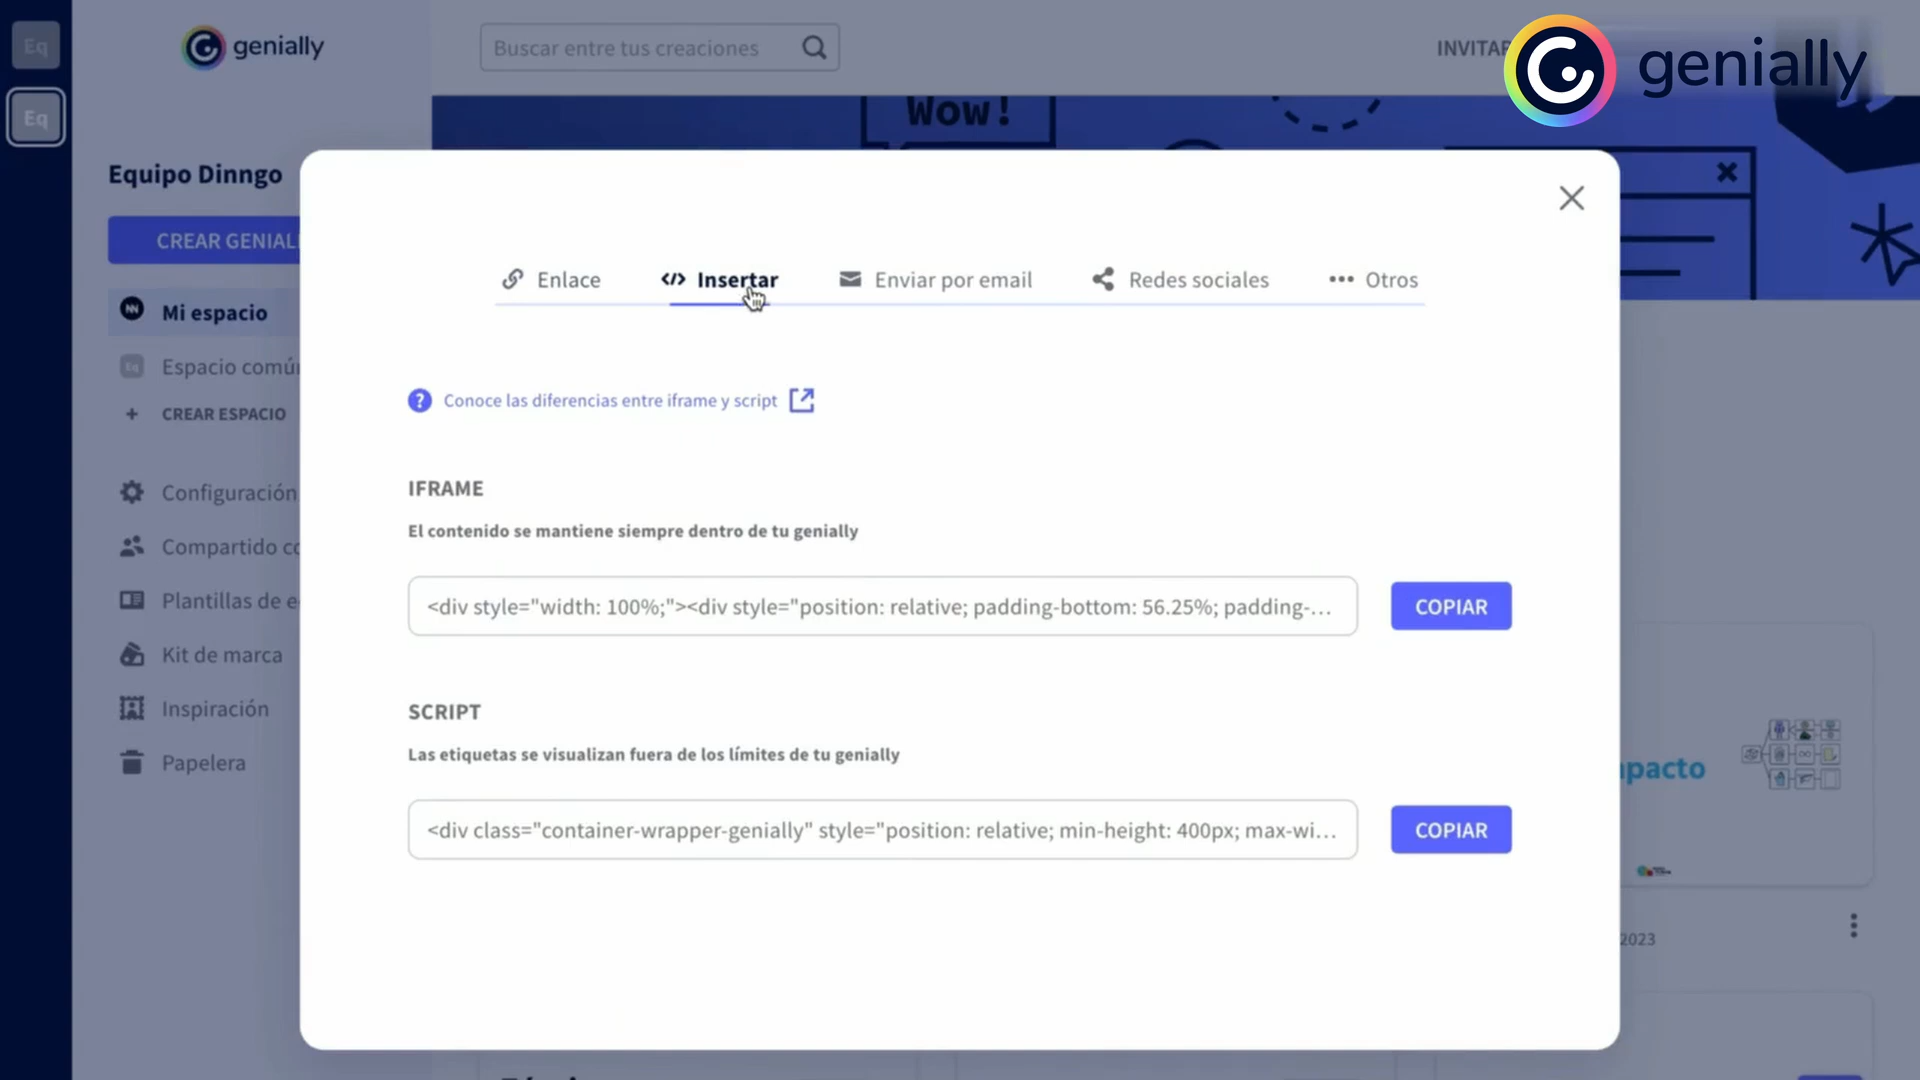 Eq
Eq
genially
Buscar entre tus creaciones
INVITAR
genially
Wow!
Equipo Dinngo
CREAR GENIAL
Mi espacio
Eq
Espacio común
CREAR ESPACIO
Configuración
Compartido co
Plantillas de e
Kit de marca
Inspiración
Papelera
Enlace
</> Insertar
Enviar por email
Redes sociales
Otros
? Conoce las diferencias entre iframe y script
IFRAME
El contenido se mantiene siempre dentro de tu genially
<div style="width: 100%;"><div style="position: relative; padding-bottom: 56.25%; padding-...
COPIAR
SCRIPT
Las etiquetas se visualizan fuera de los límites de tu genially
<div class="container-wrapper-genially" style="position: relative; min-height: 400px; max-wi...
COPIAR
pacto
2023